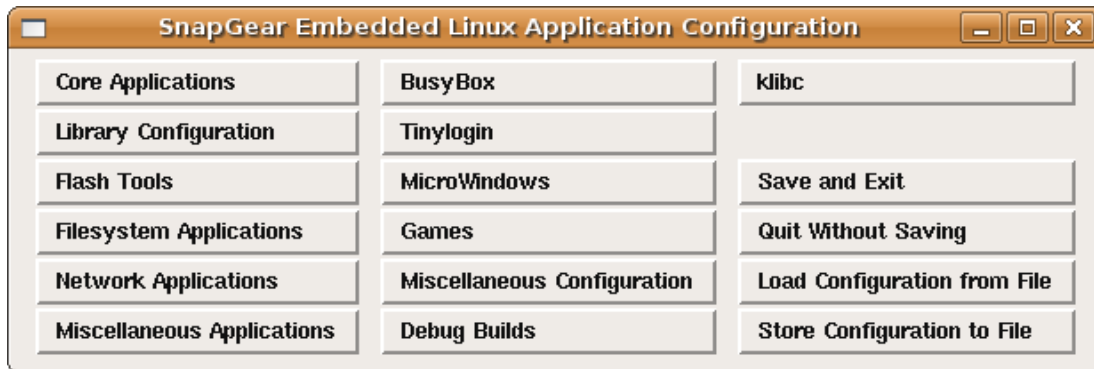 SnapGear Embedded Linux Application Configuration
Core Applications
BusyBox
klibc
Library Configuration
Tinylogin
Flash Tools
MicroWindows
Save and Exit
Filesystem Applications
Games
Quit Without Saving
Network Applications
Miscellaneous Configuration
Load Configuration from File
Miscellaneous Applications
Debug Builds
Store Configuration to File